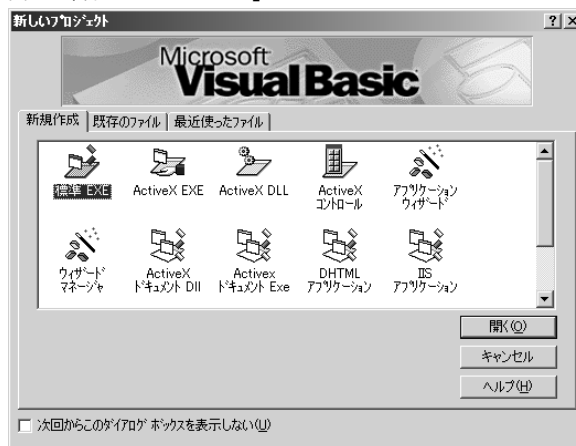 新しいﾌﾟﾛｼﾞｪｸﾄ
Microsoft
Visual Basic
新規作成 既存のﾌｧｲﾙ 最近使ったﾌｧｲﾙ
標準 EXE
ActiveX EXE
ActiveX DLL
ActiveX
ｺﾝﾄﾛｰﾙ
ｱﾌﾟﾘｹｰｼｮﾝ
ｳｨｻﾞｰﾄﾞ
ｳｨｻﾞｰﾄﾞ
ﾏﾈｰｼﾞｬ
ActiveX
ﾄﾞｷｭﾒﾝﾄ Dll
Activex
ﾄﾞｷｭﾒﾝﾄ Exe
DHTML
ｱﾌﾟﾘｹｰｼｮﾝ
IIS
ｱﾌﾟﾘｹｰｼｮﾝ
開く(O)
ｷｬﾝｾﾙ
ﾍﾙﾌﾟ(H)
次回からこのﾀﾞｲｱﾛｸﾞ ﾎﾞｯｸｽを表示しない(U)